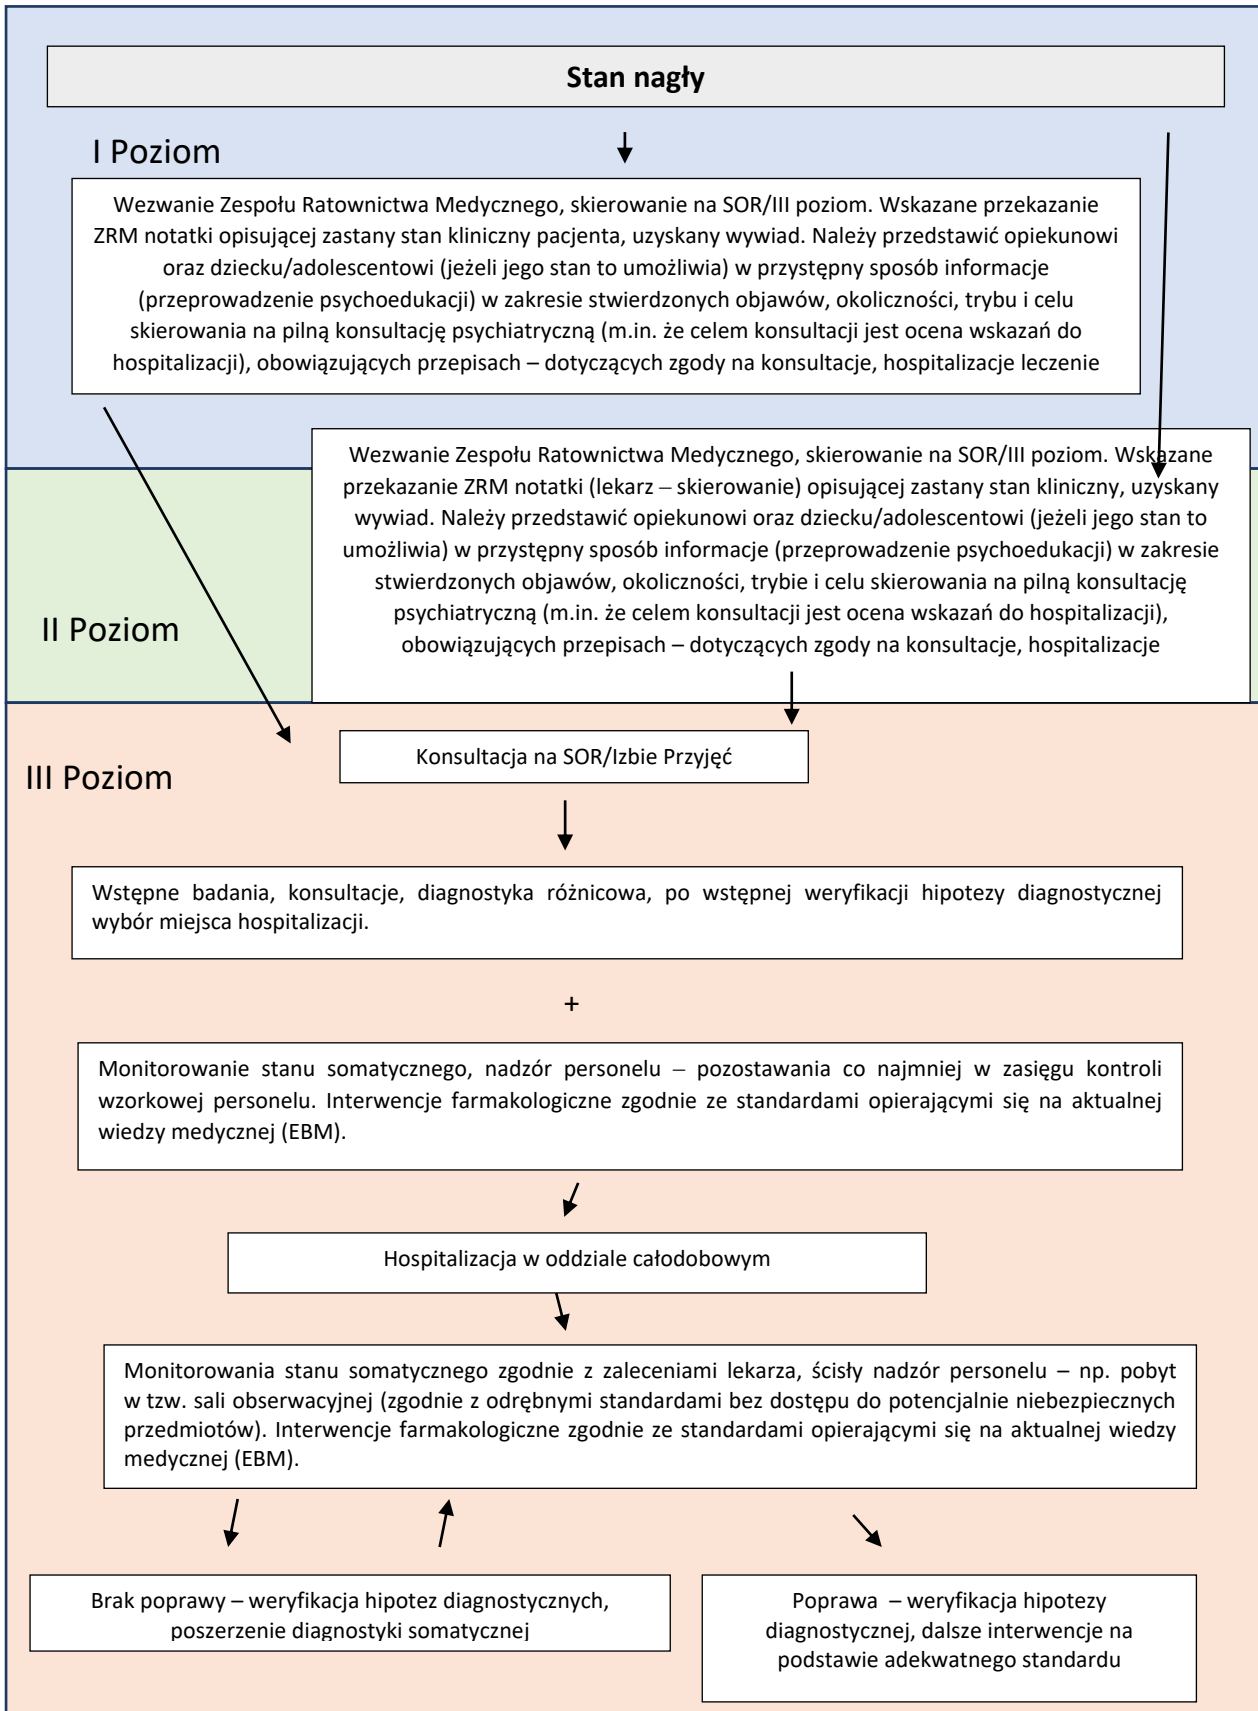 Stan nagły
I Poziom
Wezwanie Zespołu Ratownictwa Medycznego, skierowanie na SOR/III poziom. Wskazane przekazanie
ZRM notatki opisującej zastany stan kliniczny pacjenta, uzyskany wywiad. Należy przedstawić opiekunowi
oraz dziecku/adolescentowi (jeżeli jego stan to umożliwia) w przystępny sposób informacje
(przeprowadzenie psychoedukacji) w zakresie stwierdzonych objawów, okoliczności, trybu i celu
skierowania na pilną konsultację psychiatryczną (m.in. że celem konsultacji jest ocena wskazań do
hospitalizacji), obowiązujących przepisach – dotyczących zgody na konsultacje, hospitalizacje leczenie
Wezwanie Zespołu Ratownictwa Medycznego, skierowanie na SOR/III poziom. Wskazane
przekazanie ZRM notatki (lekarz – skierowanie) opisującej zastany stan kliniczny, uzyskany
wywiad. Należy przedstawić opiekunowi oraz dziecku/adolescentowi (jeżeli jego stan to
umożliwia) w przystępny sposób informacje (przeprowadzenie psychoedukacji) w zakresie
stwierdzonych objawów, okoliczności, trybie i celu skierowania na pilną konsultację
psychiatryczną (m.in. że celem konsultacji jest ocena wskazań do hospitalizacji),
obowiązujących przepisach – dotyczących zgody na konsultacje, hospitalizacje
II Poziom
Konsultacja na SOR/Izbie Przyjęć
III Poziom
Wstępne badania, konsultacje, diagnostyka różnicowa, po wstępnej weryfikacji hipotezy diagnostycznej
wybór miejsca hospitalizacji.
+
Monitorowanie stanu somatycznego, nadzór personelu – pozostawania co najmniej w zasięgu kontroli
wzorkowej personelu. Interwencje farmakologiczne zgodnie ze standardami opierającymi się na aktualnej
wiedzy medycznej (EBM).
Hospitalizacja w oddziale całodobowym
Monitorowania stanu somatycznego zgodnie z zaleceniami lekarza, ścisły nadzór personelu – np. pobyt
w tzw. sali obserwacyjnej (zgodnie z odrębnymi standardami bez dostępu do potencjalnie niebezpiecznych
przedmiotów). Interwencje farmakologiczne zgodnie ze standardami opierającymi się na aktualnej wiedzy
medycznej (EBM).
Brak poprawy – weryfikacja hipotez diagnostycznych,
poszerzenie diagnostyki somatycznej
Poprawa – weryfikacja hipotezy
diagnostycznej, dalsze interwencje na
podstawie adekwatnego standardu